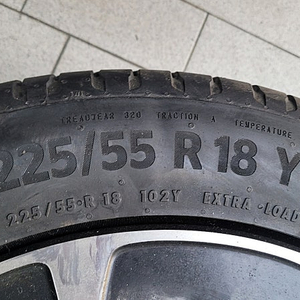 TREADWEAR 320 TRACTION A TEMPERATURE
225/55 R 18 Y
225/55·R 18 102Y EXTRA LOAD